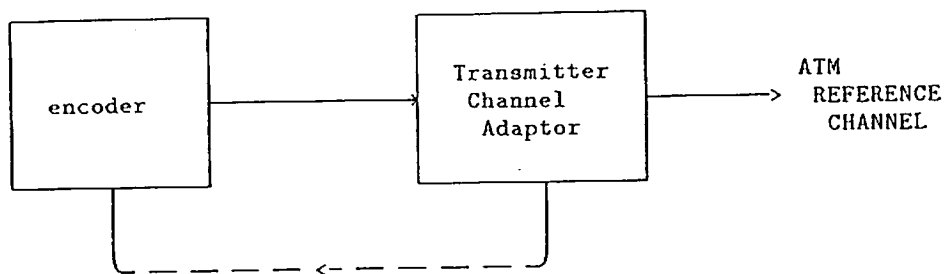 encoder
Transmitter
Channel
Adaptor
ATM
REFERENCE
CHANNEL